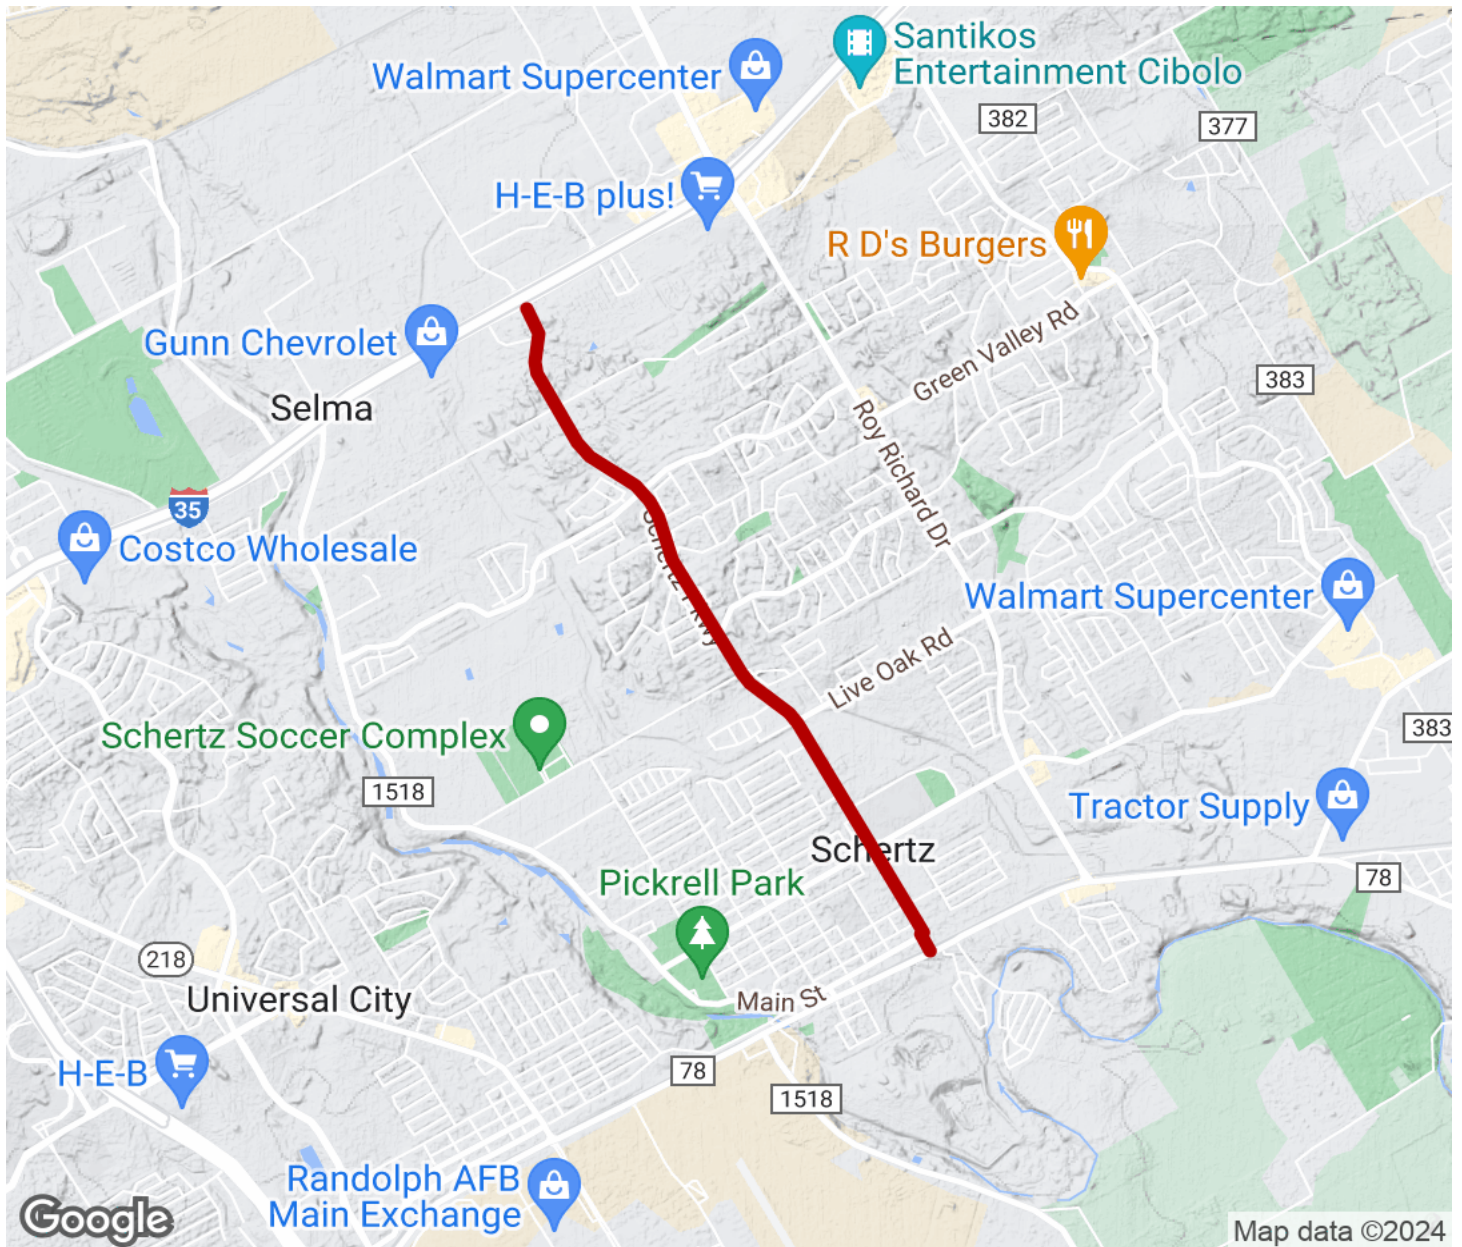 Santikos
Entertainment Cibolo
Walmart Supercenter
382
377
H-E-B plus!
R D's Burgers
Green Valley Rd
Gunn Chevrolet
383
Selma
Roy Richard Dr
35
Costco Wholesale
Schertz Pkwy
Walmart Supercenter
Live Oak Rd
Schertz Soccer Complex
383
1518
Tractor Supply
Schertz
78
Pickrell Park
218
Universal City
Main St
H-E-B
78
1518
Randolph AFB
Main Exchange
Google
Map data ©2024